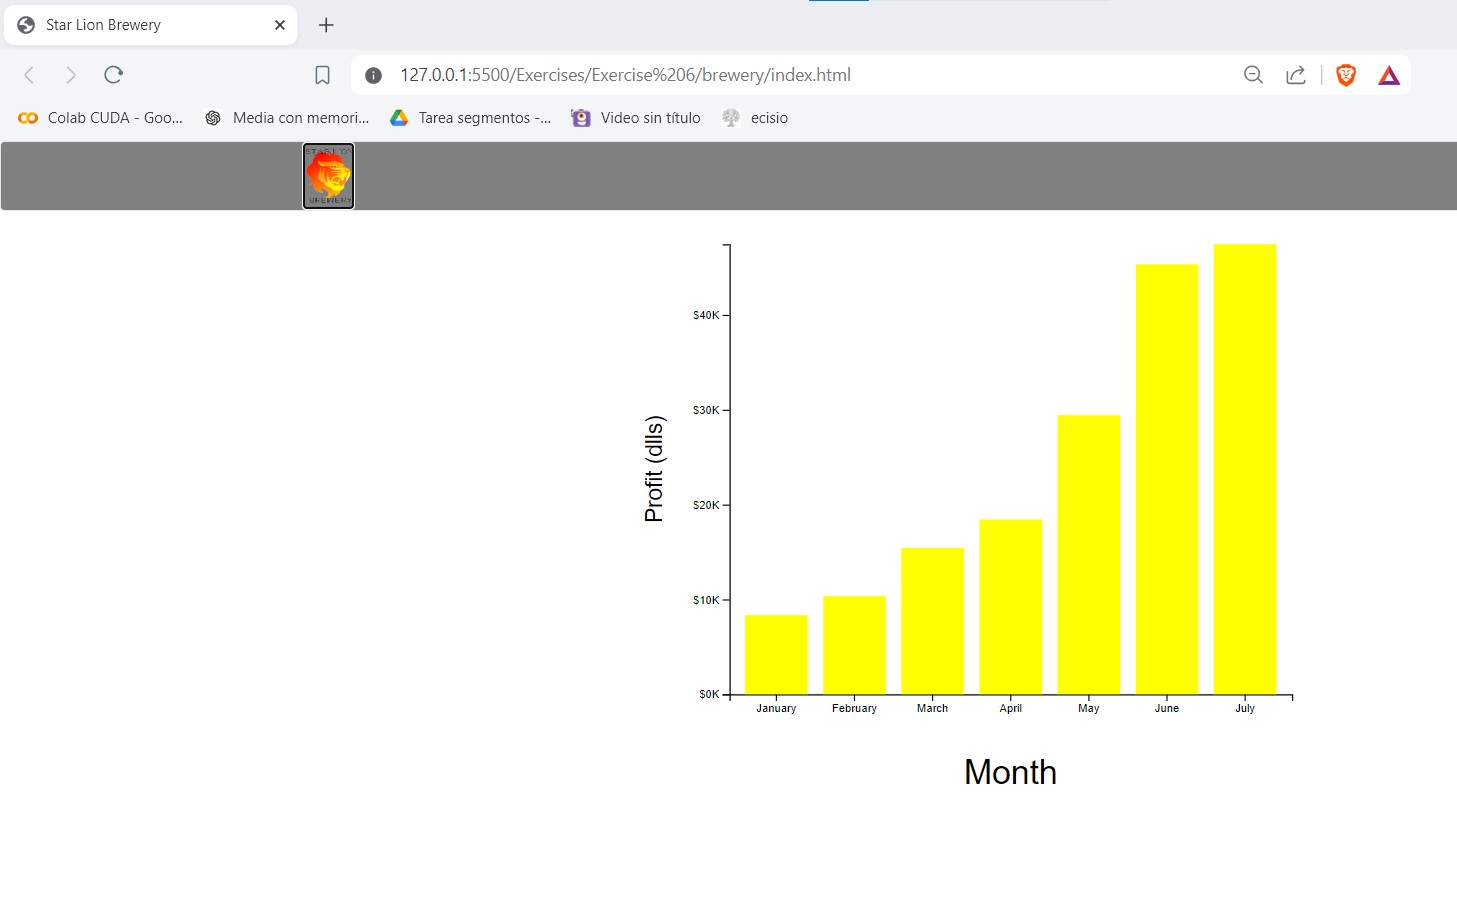 Star Lion Brewery
127.0.0.1:5500/Exercises/Exercise%206/brewery/index.html
Colab CUDA - Goo... Media con memori... Tarea segmentos -... Video sin título ecisio
STAR LION
BREWERY
$40K
$30K
$20K
$10K
$0K
Profit (dlls)
January February March April May June July
Month